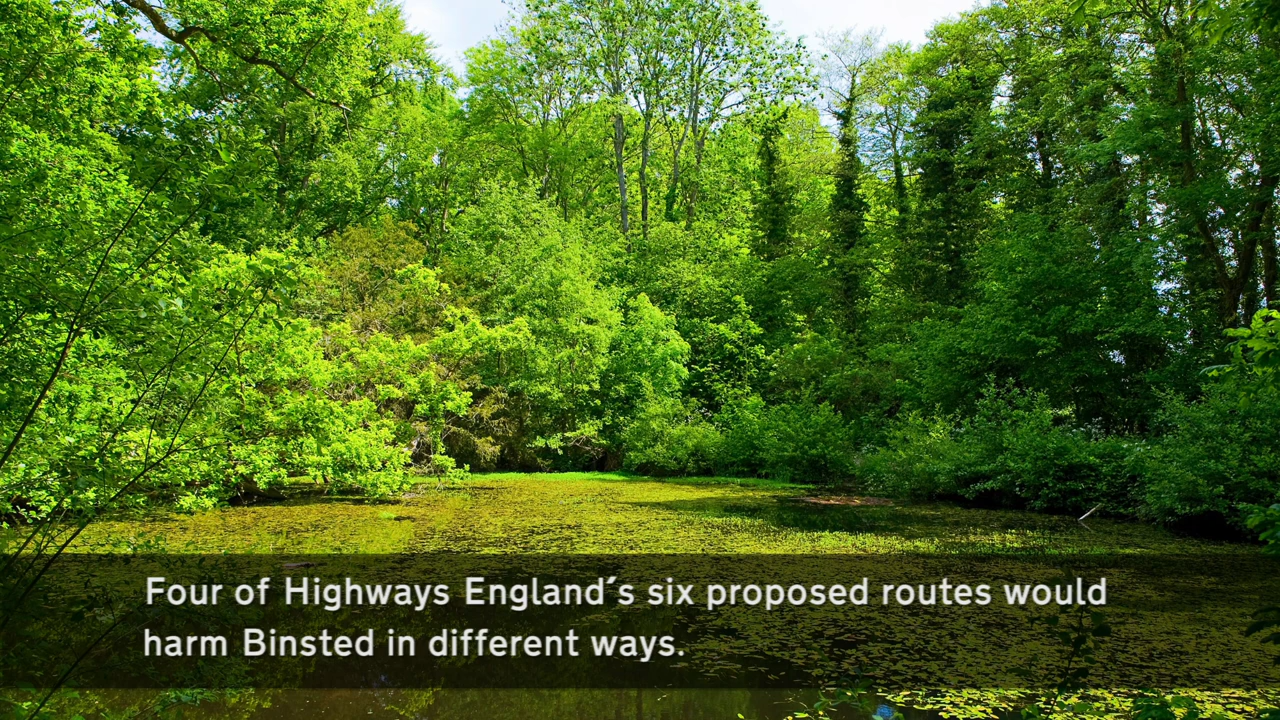 Four of Highways England´s six proposed routes would
harm Binsted in different ways.